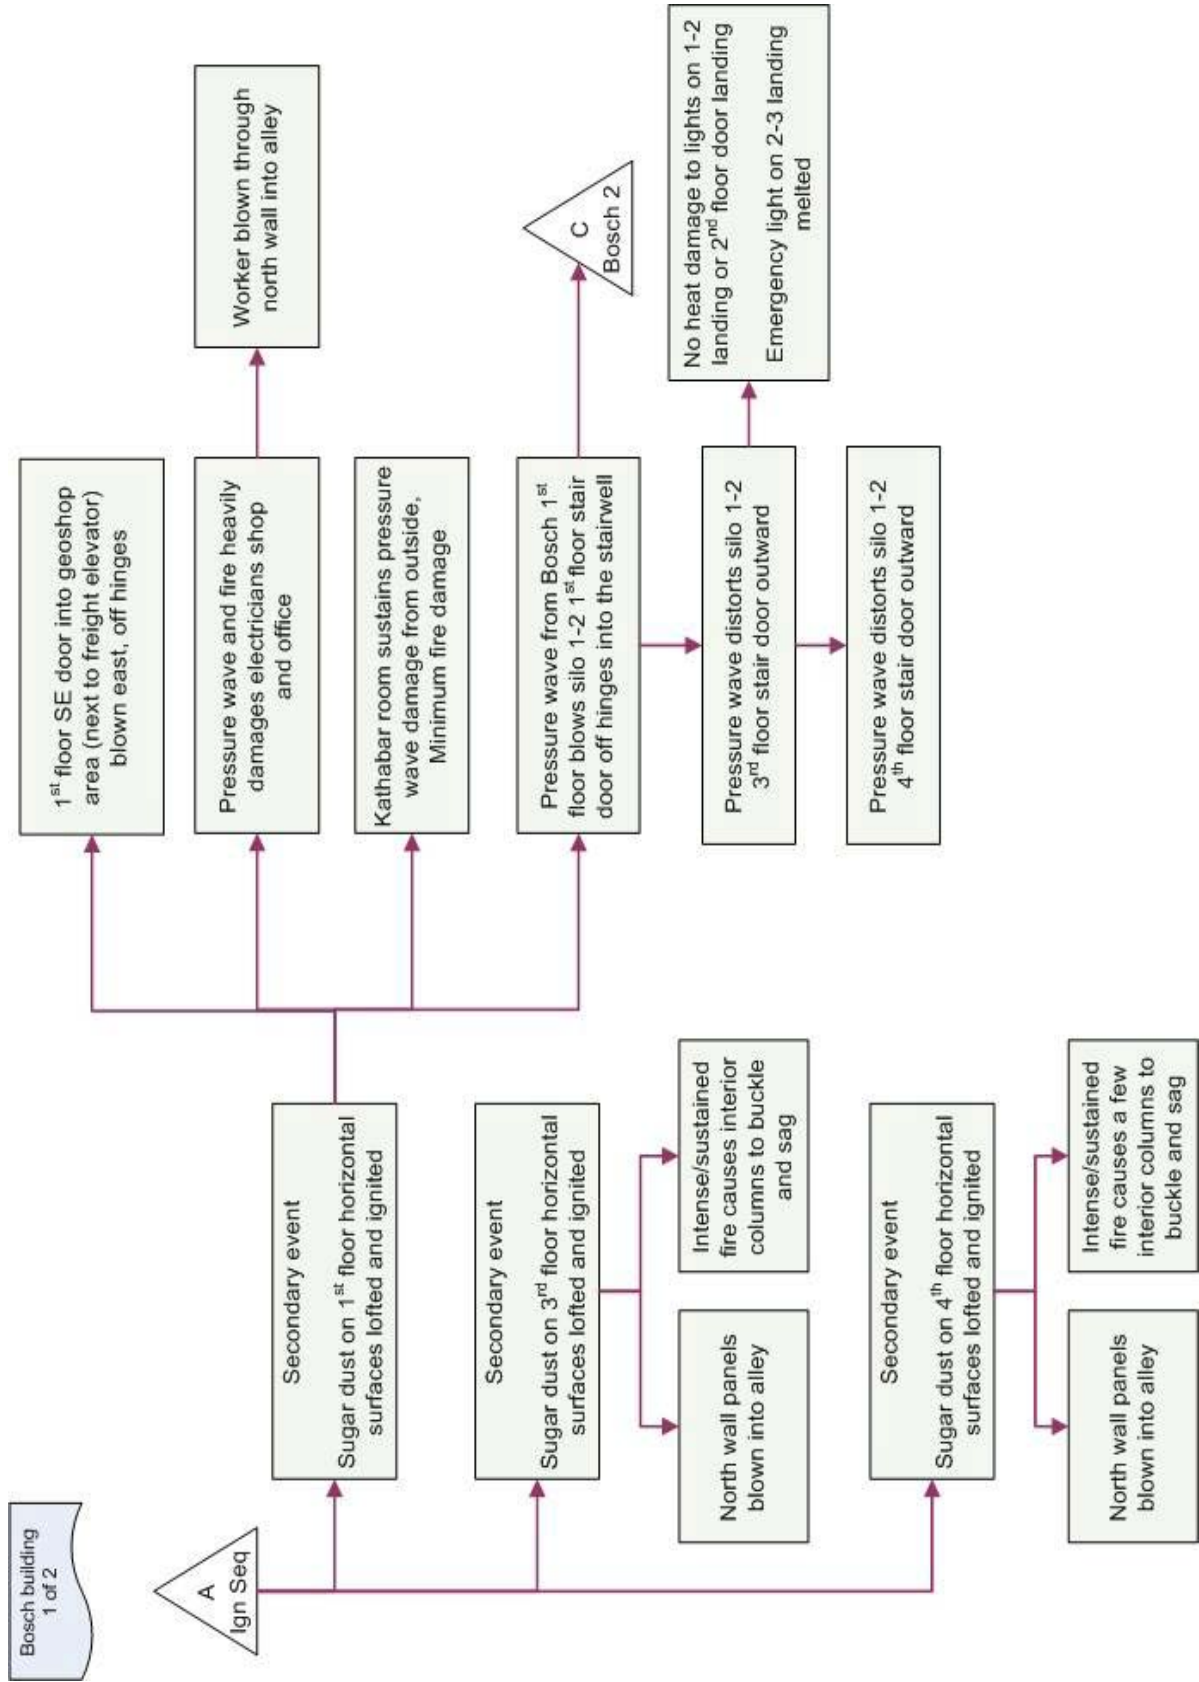 Bosch building
1 of 2
A
Ign Seq
Secondary event
Sugar dust on 1st floor horizontal
surfaces lofted and ignited
1st floor SE door into geoshop
area (next to freight elevator)
blown east, off hinges
Pressure wave and fire heavily
damages electricians shop
and office
Worker blown through
north wall into alley
Kathabar room sustains pressure
wave damage from outside,
Minimum fire damage
Pressure wave from Bosch 1st
floor blows silo 1-2 1st floor stair
door off hinges into the stairwell
C
Bosch 2
Pressure wave distorts silo 1-2
3rd floor stair door outward
No heat damage to lights on 1-2
landing or 2nd floor door landing
Emergency light on 2-3 landing
melted
Pressure wave distorts silo 1-2
4th floor stair door outward
Secondary event
Sugar dust on 3rd floor horizontal
surfaces lofted and ignited
North wall panels
blown into alley
Intense/sustained
fire causes interior
columns to buckle
and sag
Secondary event
Sugar dust on 4th floor horizontal
surfaces lofted and ignited
North wall panels
blown into alley
Intense/sustained
fire causes a few
interior columns to
buckle and sag